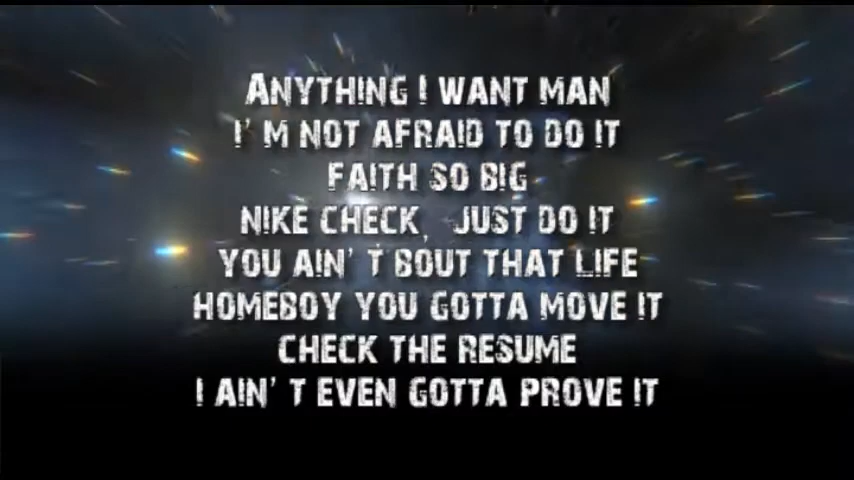 ANYTHING I WANT MAN
I'M NOT AFRAID TO DO IT
FAITH SO BIG
NIKE CHECK, JUST DO IT
YOU AIN'T BOUT THAT LIFE
HOMEBOY YOU GOTTA MOVE IT
CHECK THE RESUME
I AIN'T EVEN GOTTA PROVE IT